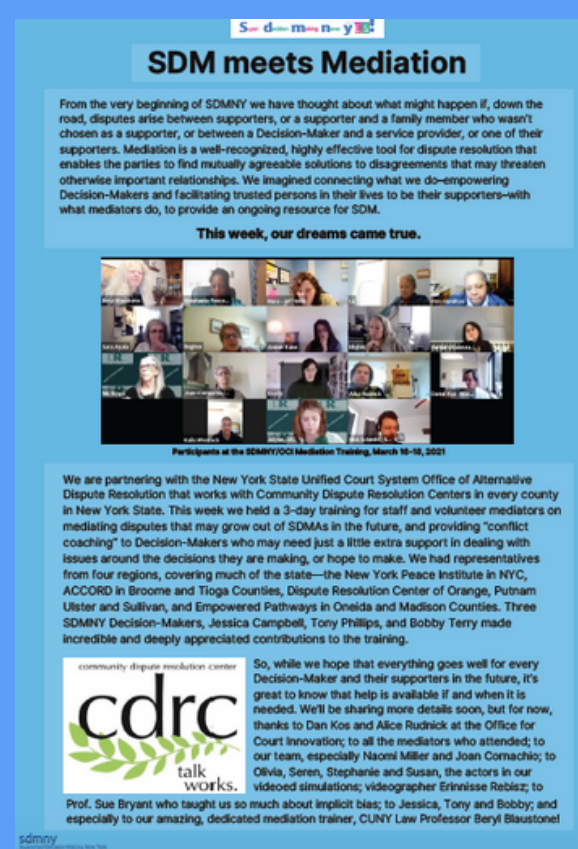 Super decision making new yes!
SDM meets Mediation
From the very beginning of SDMNY we have thought about what might happen if, down the
road, disputes arise between supporters, or a supporter and a family member who wasn't
chosen as a supporter, or between a Decision-Maker and a service provider, or one of their
supporters. Mediation is a well-recognized, highly effective tool for dispute resolution that
enables the parties to find mutually agreeable solutions to disagreements that may threaten
otherwise important relationships. We imagined connecting what we do–empowering
Decision-Makers and facilitating trusted persons in their lives to be their supporters–with
what mediators do, to provide an ongoing resource for SDM.
This week, our dreams came true.
Participants at the SDMNY/OCI Mediation Training, March 16-18, 2021
We are partnering with the New York State Unified Court System Office of Alternative
Dispute Resolution that works with Community Dispute Resolution Centers in every county
in New York State. This week we held a 3-day training for staff and volunteer mediators on
mediating disputes that may grow out of SDMAs in the future, and providing "conflict
coaching" to Decision-Makers who may need just a little extra support in dealing with
issues around the decisions they are making, or hope to make. We had representatives
from four regions, covering much of the state—the New York Peace Institute in NYC,
ACCORD in Broome and Tioga Counties, Dispute Resolution Center of Orange, Putnam
Ulster and Sullivan, and Empowered Pathways in Oneida and Madison Counties. Three
SDMNY Decision-Makers, Jessica Campbell, Tony Phillips, and Bobby Terry made
incredible and deeply appreciated contributions to the training.
community dispute resolution center
cdrc
talk
works.
So, while we hope that everything goes well for every
Decision-Maker and their supporters in the future, it's
great to know that help is available if and when it is
needed. We'll be sharing more details soon, but for now,
thanks to Dan Kos and Alice Rudnick at the Office for
Court Innovation; to all the mediators who attended; to
our team, especially Naomi Miller and Joan Cornachio; to
Olivia, Seren, Stephanie and Susan, the actors in our
videoed simulations; videographer Erinnisse Rebisz; to
Prof. Sue Bryant who taught us so much about implicit bias; to Jessica, Tony and Bobby; and
especially to our amazing, dedicated mediation trainer, CUNY Law Professor Beryl Blaustone!
sdmny